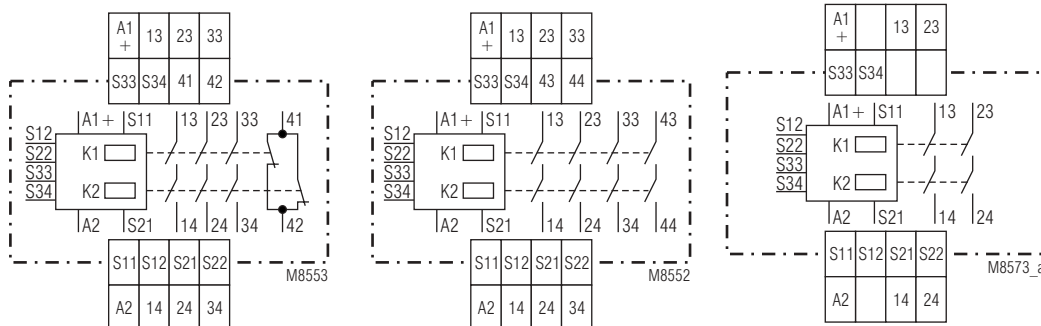 A1 + 13 23 33
S33 S34 41 42
A1+ S11 13 23 33 41
S12
S22
S33
S34
K1
K2
A2 S21 14 24 34 42
S11 S12 S21 S22
A2 14 24 34
M8553
A1 + 13 23 33
S33 S34 43 44
A1+ S11 13 23 33 43
S12
S22
S33
S34
K1
K2
A2 S21 14 24 34 44
S11 S12 S21 S22
A2 14 24 34
M8552
A1 + 13 23
S33 S34
A1+ S11 13 23
S12
S22
S33
S34
K1
K2
A2 S21 14 24
S11 S12 S21 S22
A2 14 24
M8573_a